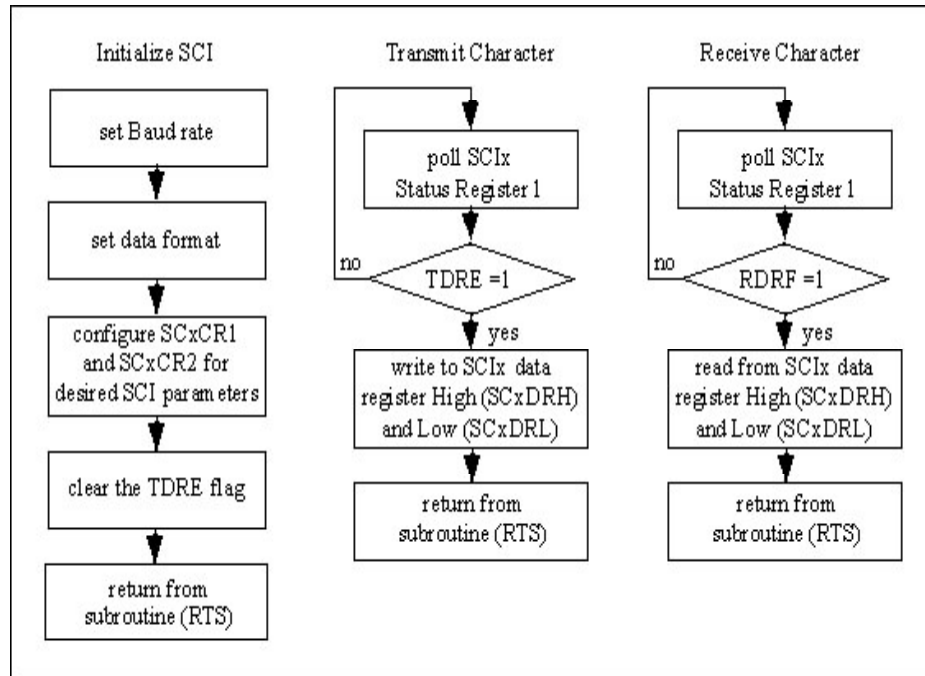 Initialize SCI
set Baud rate
set data format
configure SCxCR1
and SCxCR2 for
desired SCI parameters
clear the TDRE flag
return from
subroutine (RTS)
Transmit Character
poll SCIx
Status Register 1
no
TDRE =1
yes
write to SCIx data
register High (SCxDRH)
and Low (SCxDRL)
return from
subroutine (RTS)
Receive Character
poll SCIx
Status Register 1
no
RDRF =1
yes
read from SCIx data
register High (SCxDRH)
and Low (SCxDRL)
return from
subroutine (RTS)